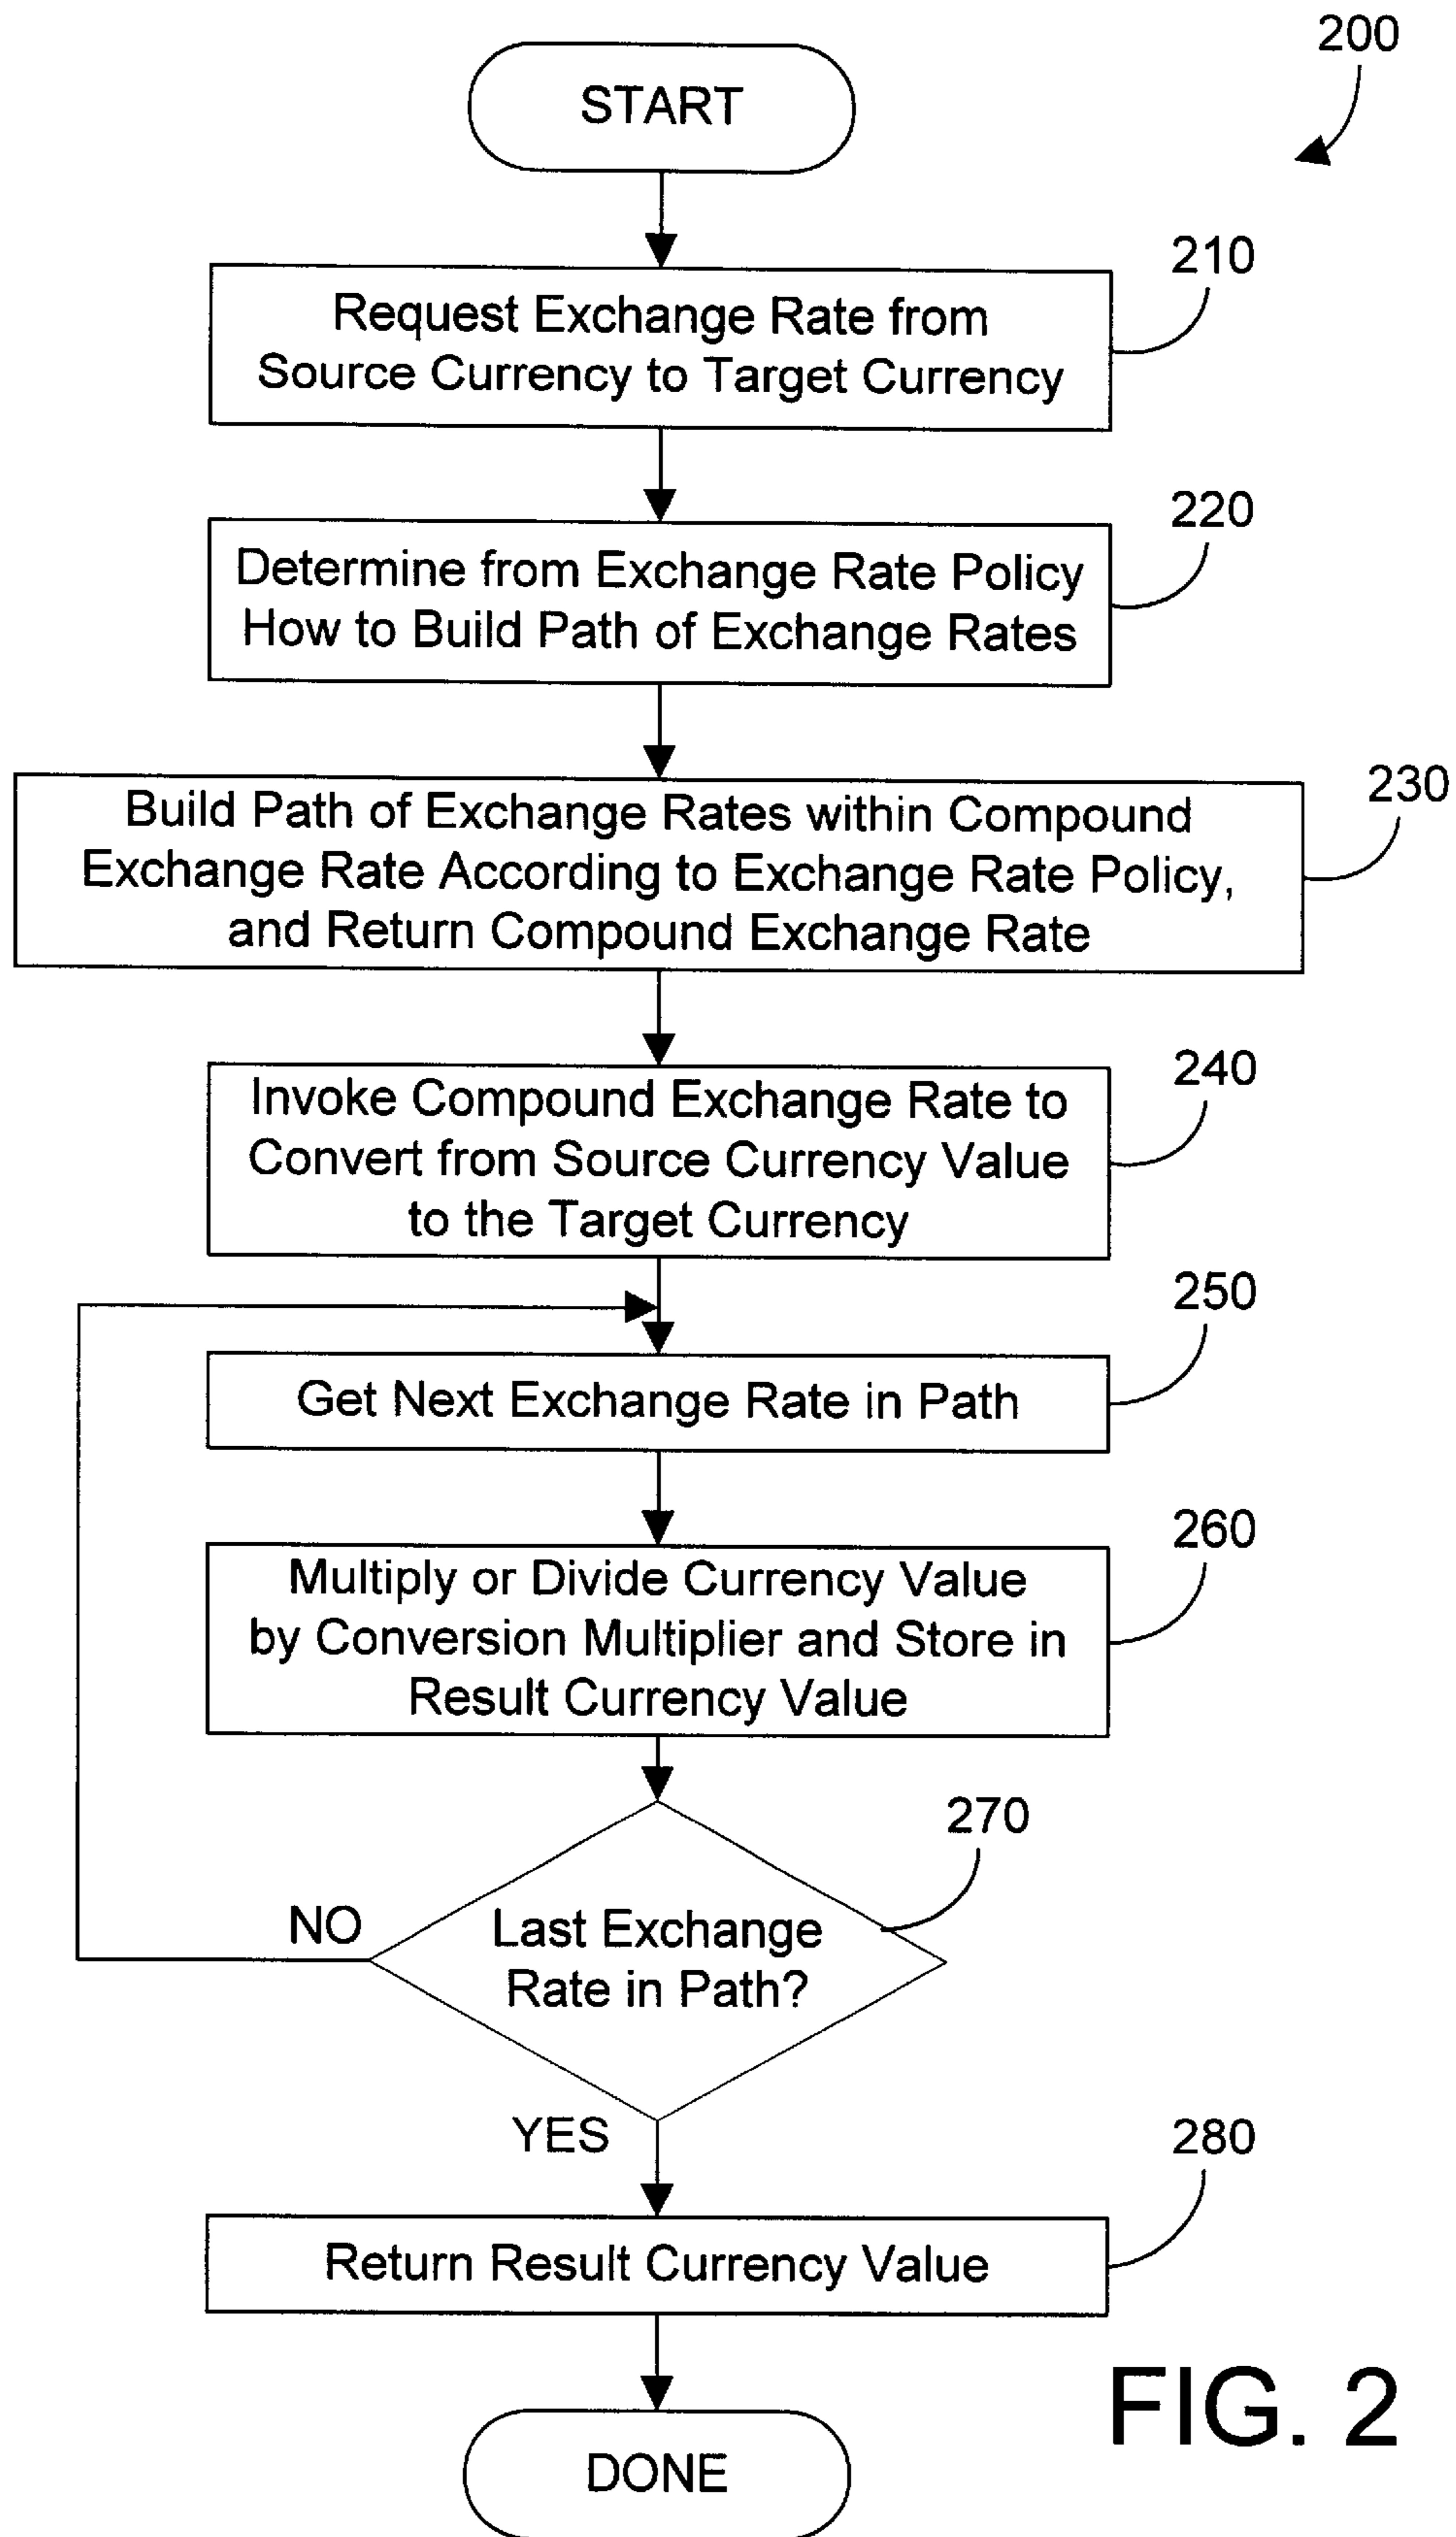 200
START
210
Request Exchange Rate from
Source Currency to Target Currency
220
Determine from Exchange Rate Policy
How to Build Path of Exchange Rates
230
Build Path of Exchange Rates within Compound
Exchange Rate According to Exchange Rate Policy,
and Return Compound Exchange Rate
240
Invoke Compound Exchange Rate to
Convert from Source Currency Value
to the Target Currency
250
Get Next Exchange Rate in Path
260
Multiply or Divide Currency Value
by Conversion Multiplier and Store in
Result Currency Value
270
NO
Last Exchange
Rate in Path?
YES
280
Return Result Currency Value
DONE
FIG. 2